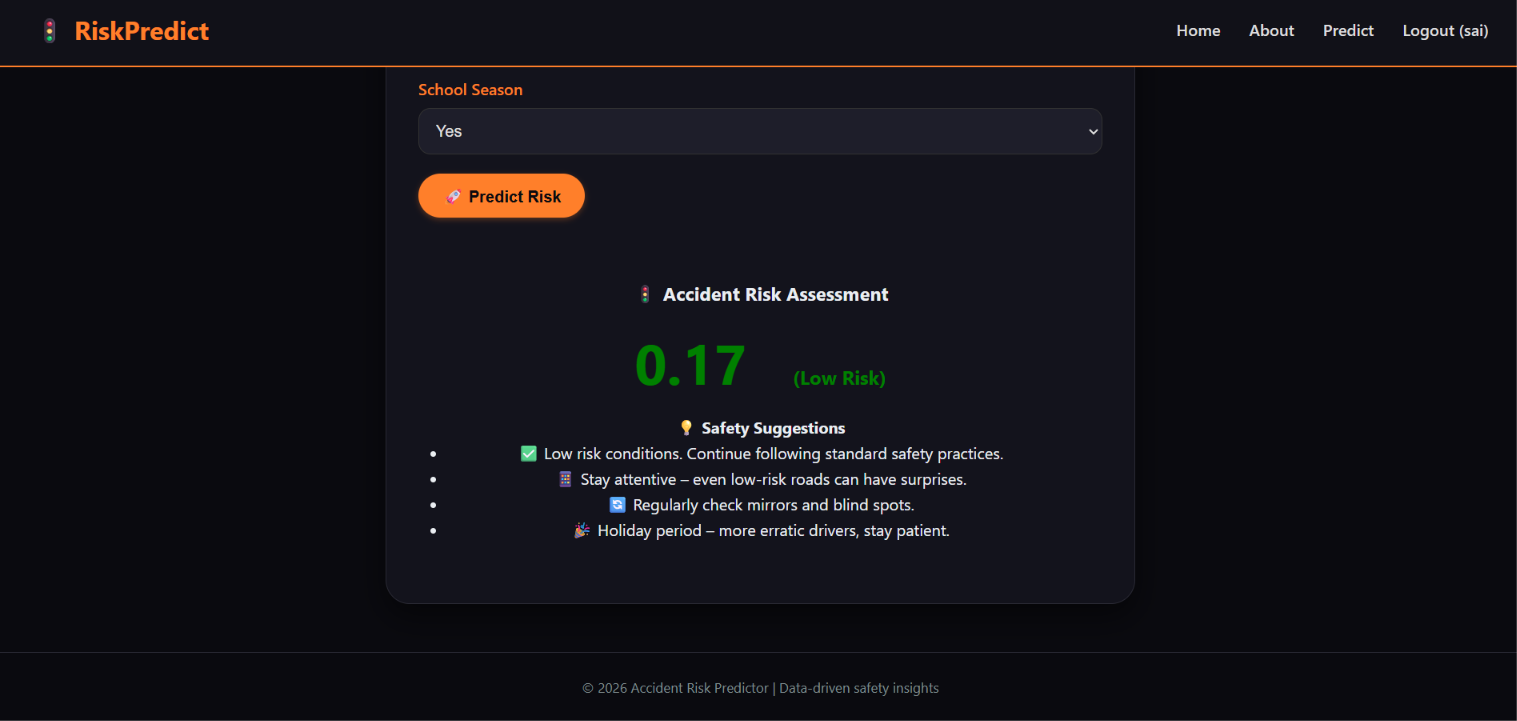 RiskPredict
Home About Predict Logout (sai)
School Season
Yes
🚀 Predict Risk
🚦 Accident Risk Assessment
0.17 (Low Risk)
💡 Safety Suggestions
• ✅ Low risk conditions. Continue following standard safety practices.
• 📱 Stay attentive – even low-risk roads can have surprises.
• 🔄 Regularly check mirrors and blind spots.
• 🎉 Holiday period – more erratic drivers, stay patient.
© 2026 Accident Risk Predictor | Data-driven safety insights